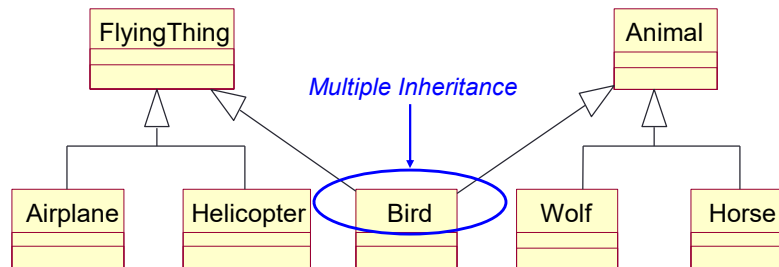 FlyingThing
Animal
Multiple Inheritance
Airplane
Helicopter
Bird
Wolf
Horse